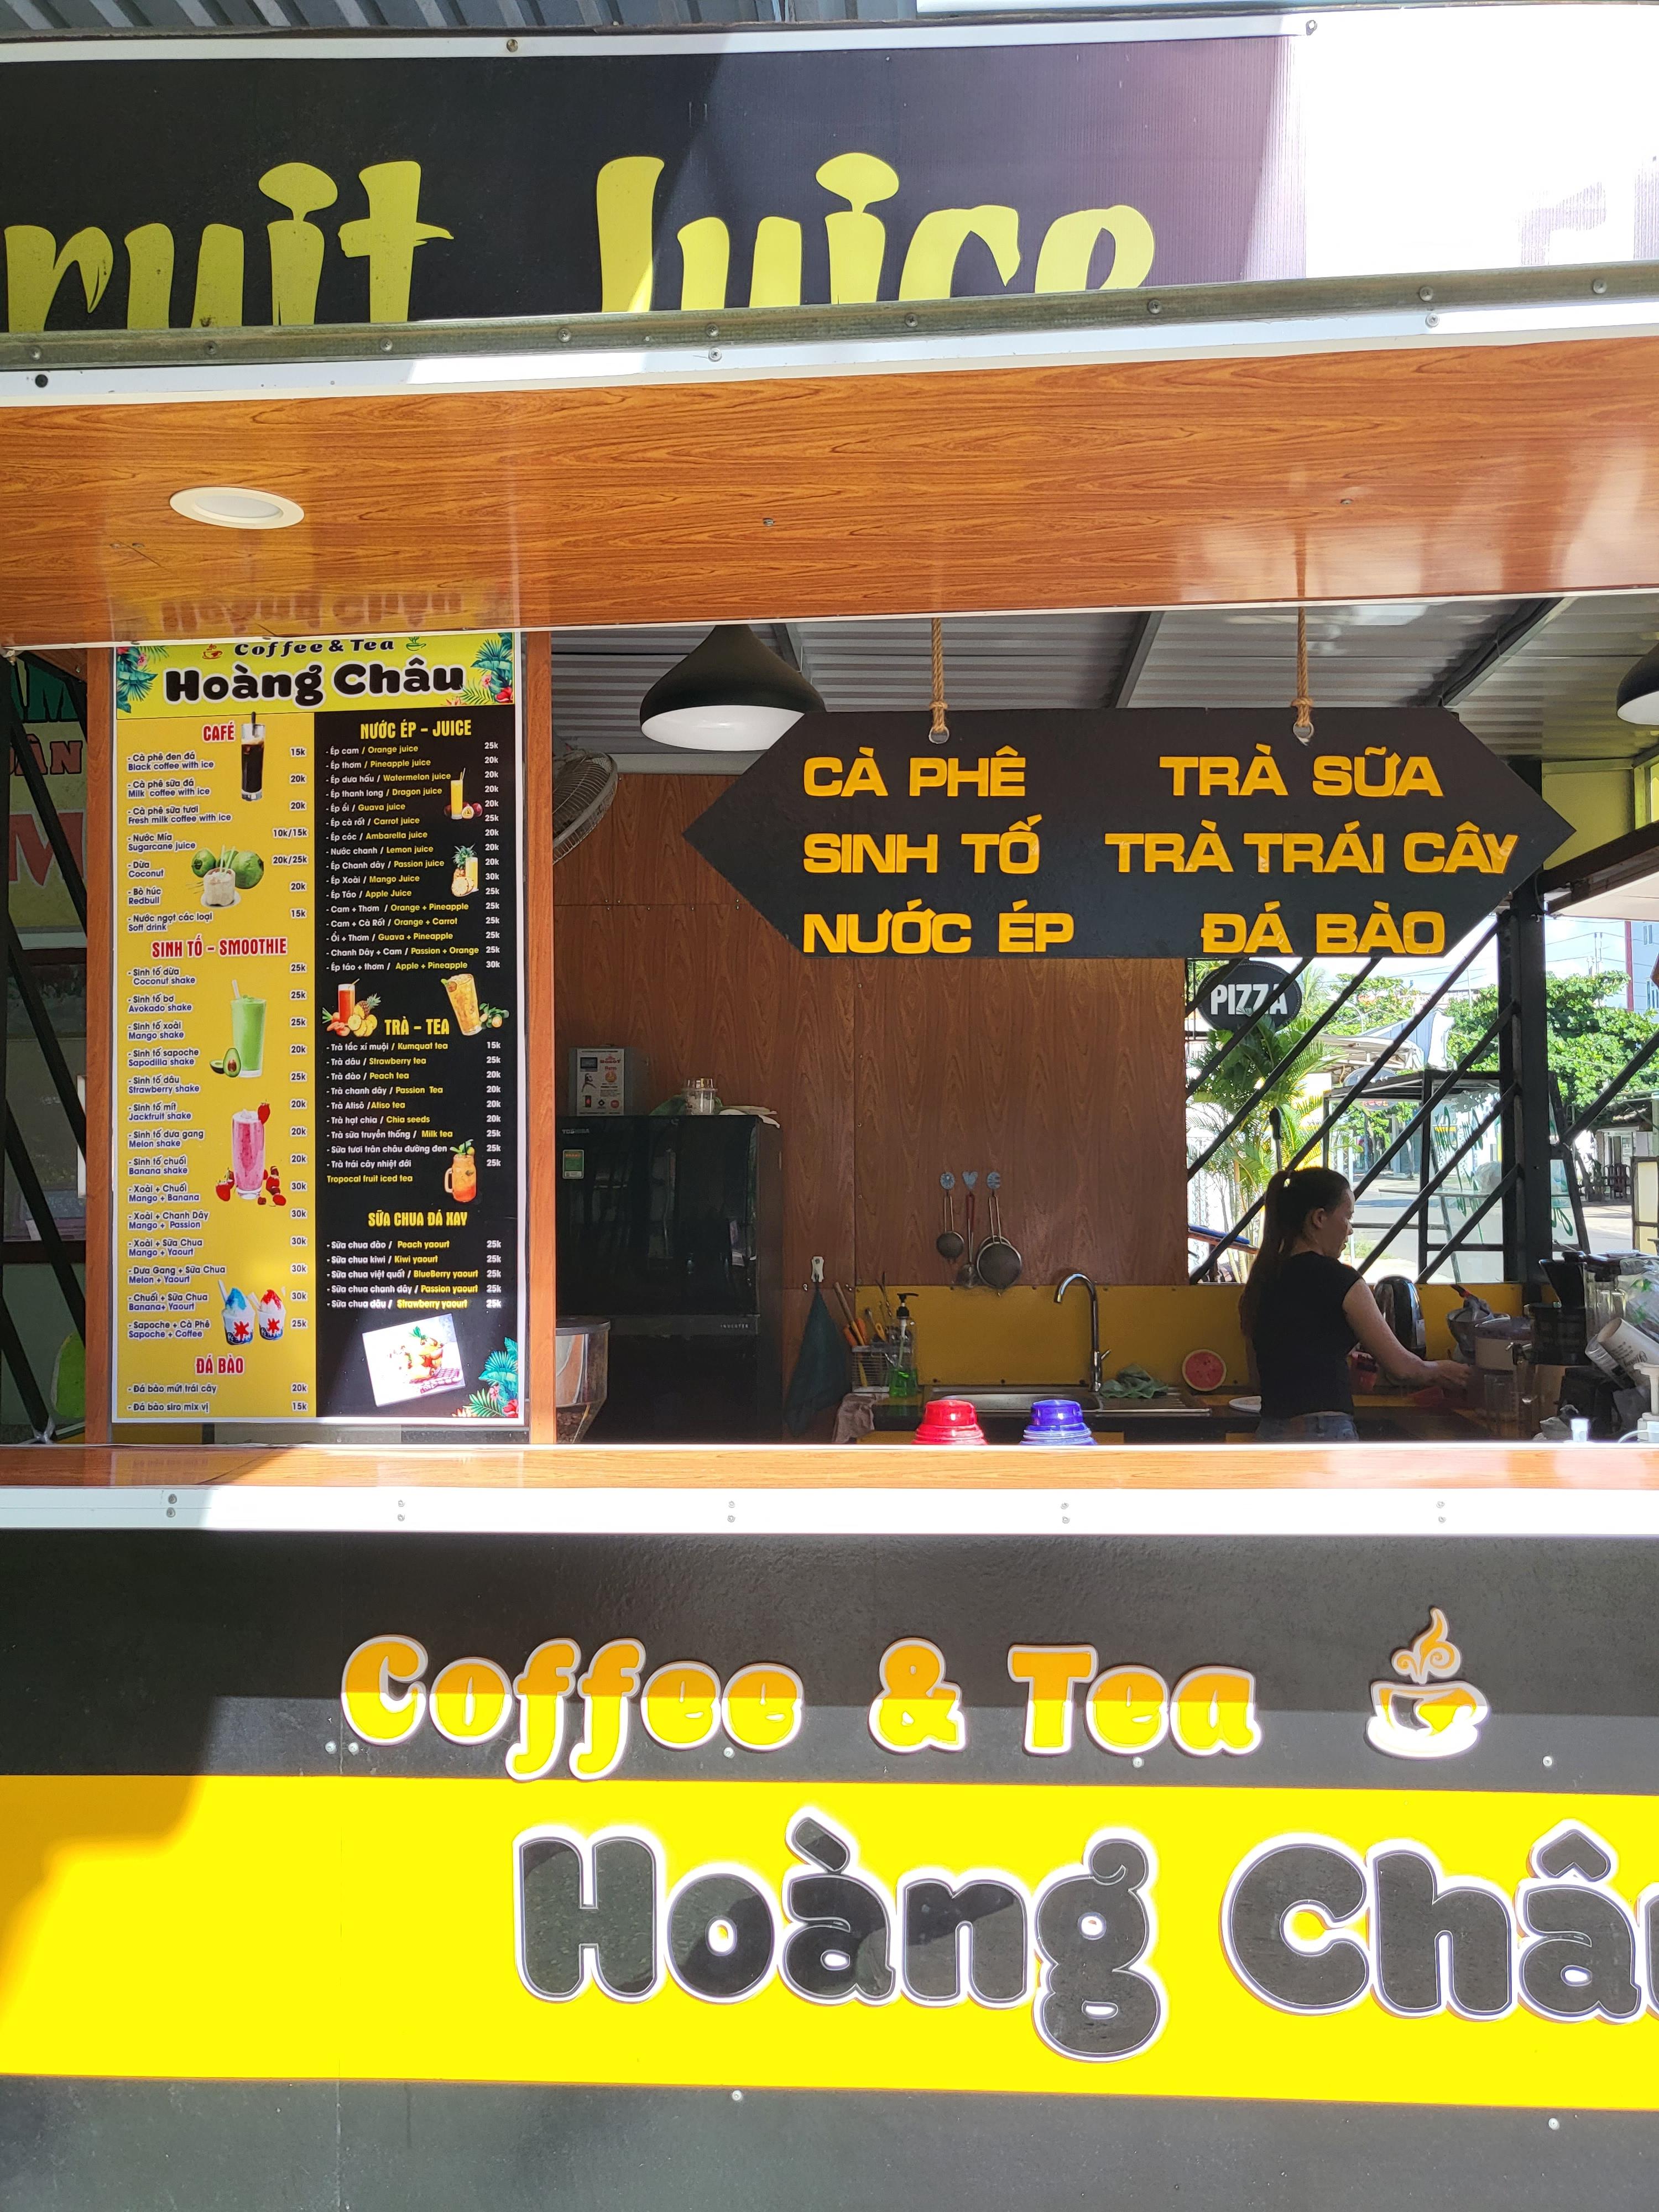 ruit Juice
Coffee & Tea
Hoàng Châu
CAFÉ
- Cà phê đen đá 15k
Black coffee with ice
- Cà phê sữa đá 20k
Milk coffee with ice
- Cà phê sữa tươi 20k
Fresh milk coffee with ice
- Nước Mía 10k/15k
Sugarcane juice
- Dừa 20k/25k
Coconut
- Bò húc 20k
Redbull
- Nước ngọt các loại 15k
Soft drink
SINH TỐ - SMOOTHIE
- Sinh tố dừa 25k
Coconut shake
- Sinh tố bơ 25k
Avokado shake
- Sinh tố xoài 25k
Mango shake
- Sinh tố sapoche 20k
Sapodilla shake
- Sinh tố dâu 25k
Strawberry shake
- Sinh tố mít 20k
Jackfruit shake
- Sinh tố dưa gang 20k
Melon shake
- Sinh tố chuối 20k
Banana shake
- Xoài + Chuối 30k
Mango + Banana
- Xoài + Chanh Dây 30k
Mango + Passion
- Xoài + Sữa Chua 30k
Mango + Yaourt
- Dưa Gang + Sữa Chua 30k
Melon + Yaourt
- Chuối + Sữa Chua 30k
Banana+ Yaourt
- Sapoche + Cà Phê 25k
Sapoche + Coffee
ĐÁ BÀO
- Đá bào mứt trái cây 20k
- Đá bào siro mix vị 15k
NƯỚC ÉP - JUICE
- Ép cam / Orange juice 25k
- Ép thơm / Pineapple juice 20k
- Ép dưa hấu / Watermelon juice 20k
- Ép thanh long / Dragon juice 20k
- Ép ổi / Guava juice 20k
- Ép cà rốt / Carrot juice 25k
- Ép cóc / Ambarella juice 20k
- Nước chanh / Lemon juice 20k
- Ép Chanh dây / Passion juice 20k
- Ép Xoài / Mango Juice 30k
- Ép Táo / Apple Juice 25k
- Cam + Thơm / Orange + Pineapple 25k
- Cam + Cà Rốt / Orange + Carrot 25k
- Ổi + Thơm / Guava + Pineapple 25k
- Chanh Dây + Cam / Passion + Orange 25k
- Ép táo + thơm / Apple + Pineapple 30k
TRÀ - TEA
- Trà tắc xí muội / Kumquat tea 15k
- Trà dâu / Strawberry tea 25k
- Trà đào / Peach tea 20k
- Trà chanh dây / Passion Tea 20k
- Trà Atisô / Atiso tea 20k
- Trà hạt chia / Chia seeds 20k
- Trà sữa truyền thống / Milk tea 25k
- Sữa tươi trân châu đường đen 25k
- Trà trái cây nhiệt đới 25k
Tropocal fruit iced tea
SỮA CHUA ĐÁ XAY
- Sữa chua đào / Peach yaourt 25k
- Sữa chua kiwi / Kiwi yaourt 25k
- Sữa chua việt quất / BlueBerry yaourt 25k
- Sữa chua chanh dây / Passion yaourt 25k
- Sữa chua dâu / Strawberry yaourt 25k
CÀ PHÊ TRÀ SỮA
SINH TỐ TRÀ TRÁI CÂY
NƯỚC ÉP ĐÁ BÀO
PIZZA
TOSHIBA
INVERTER
Coffee & Tea
Hoàng Châu